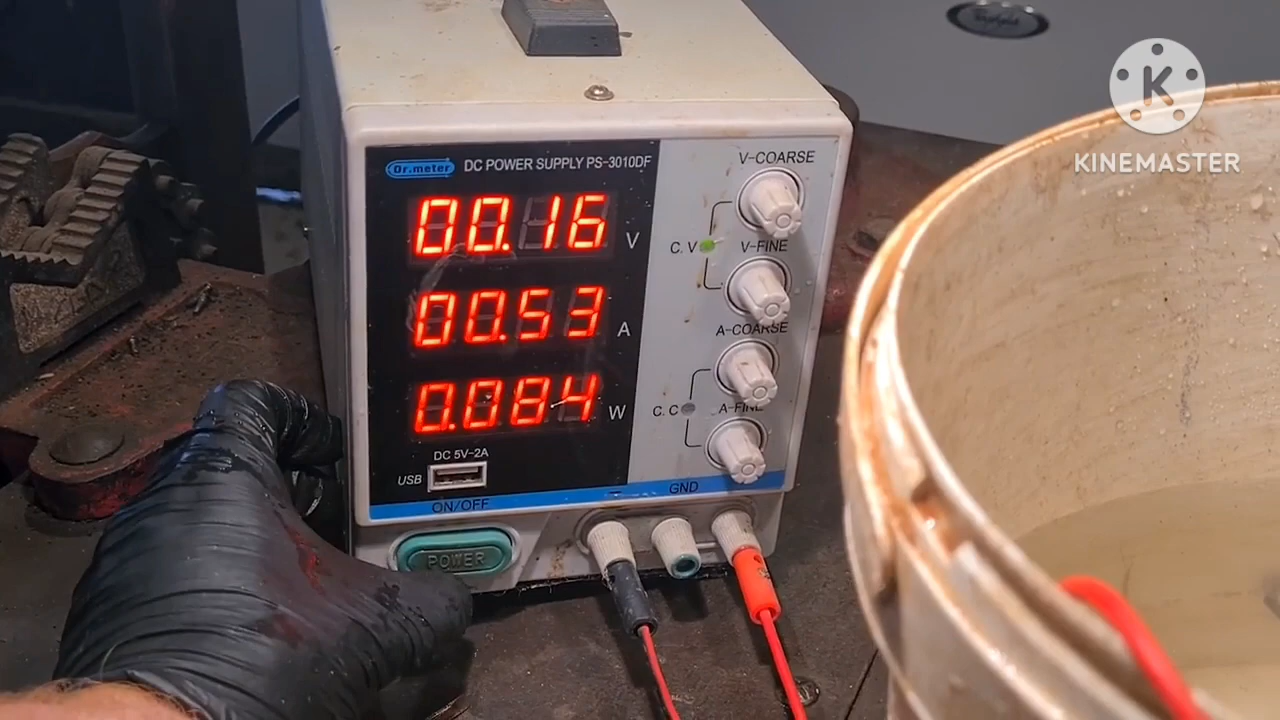 Dr.meter DC POWER SUPPLY PS-3010DF
00.16 V
00.53 A
0.084 W
DC 5V-2A
USB
ON/OFF
POWER
V-COARSE
C.V
V-FINE
A-COARSE
C.C
A-FINE
GND
K
KINEMASTER